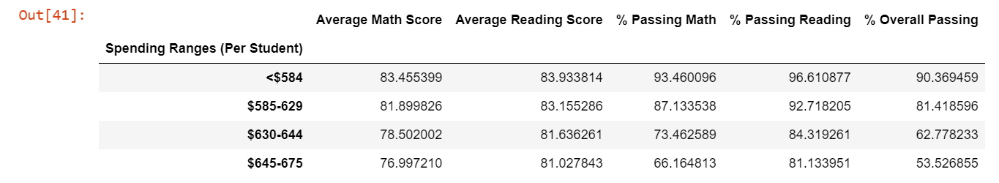 Out[41]:
Average Math Score Average Reading Score % Passing Math % Passing Reading % Overall Passing
Spending Ranges (Per Student)
<$584 83.455399 83.933814 93.460096 96.610877 90.369459
$585-629 81.899826 83.155286 87.133538 92.718205 81.418596
$630-644 78.502002 81.636261 73.462589 84.319261 62.778233
$645-675 76.997210 81.027843 66.164813 81.133951 53.526855